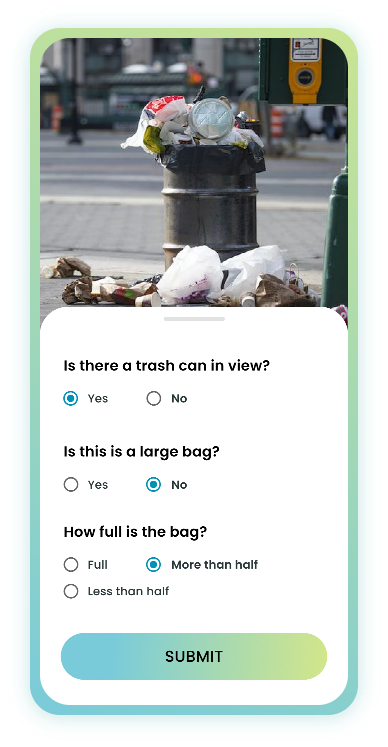 Is there a trash can in view?
Yes No
Is this is a large bag?
Yes No
How full is the bag?
Full More than half
Less than half
SUBMIT